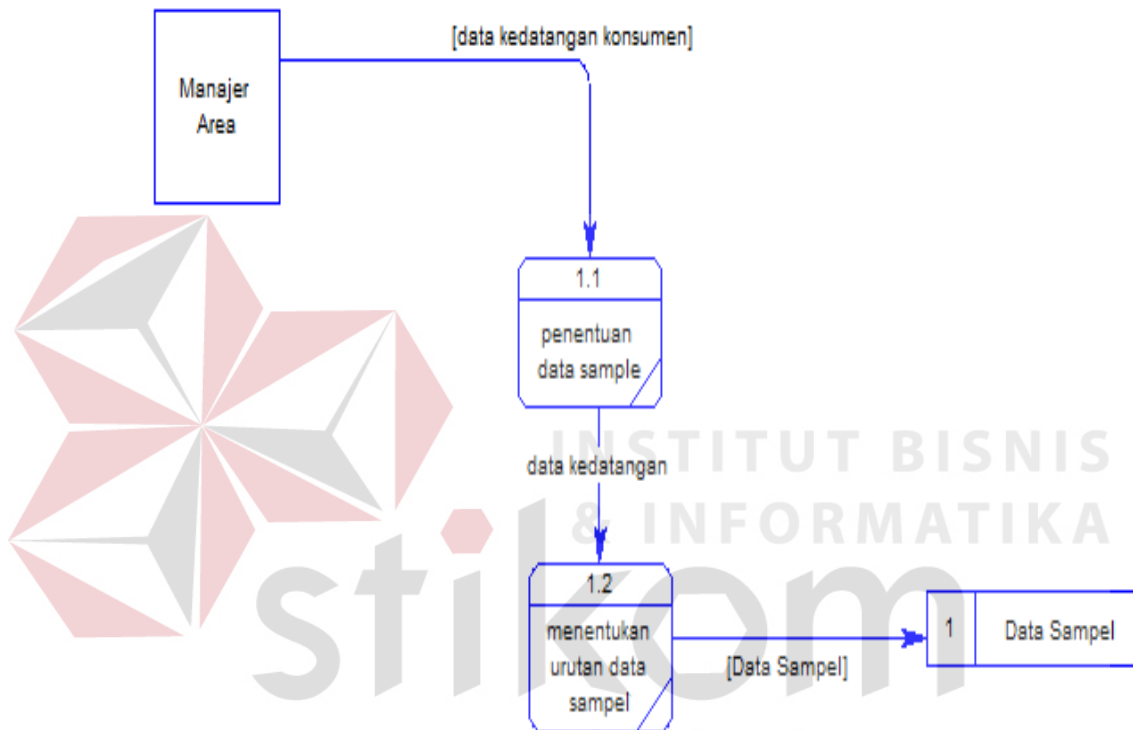 [data kedatangan konsumen]
Manajer
Area
1.1
penentuan
data sample
INSTITUT BISNIS
data kedatangan
& INFORMATIKA
stikom
1.2
menentukan
urutan data
sampel
[Data Sampel]
1
Data Sampel